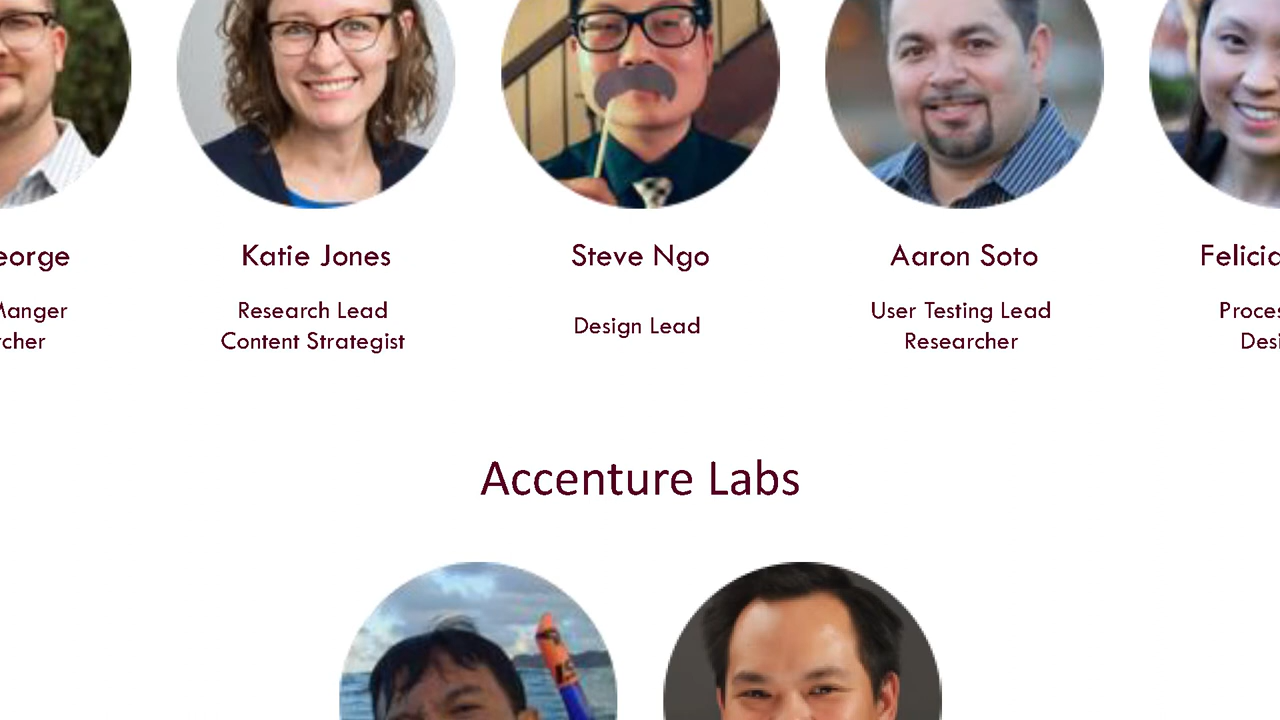 eorge
Katie Jones
Steve Ngo
Aaron Soto
Felicia
Manger
rcher
Research Lead
Content Strategist
Design Lead
User Testing Lead
Researcher
Proces
Desi
Accenture Labs